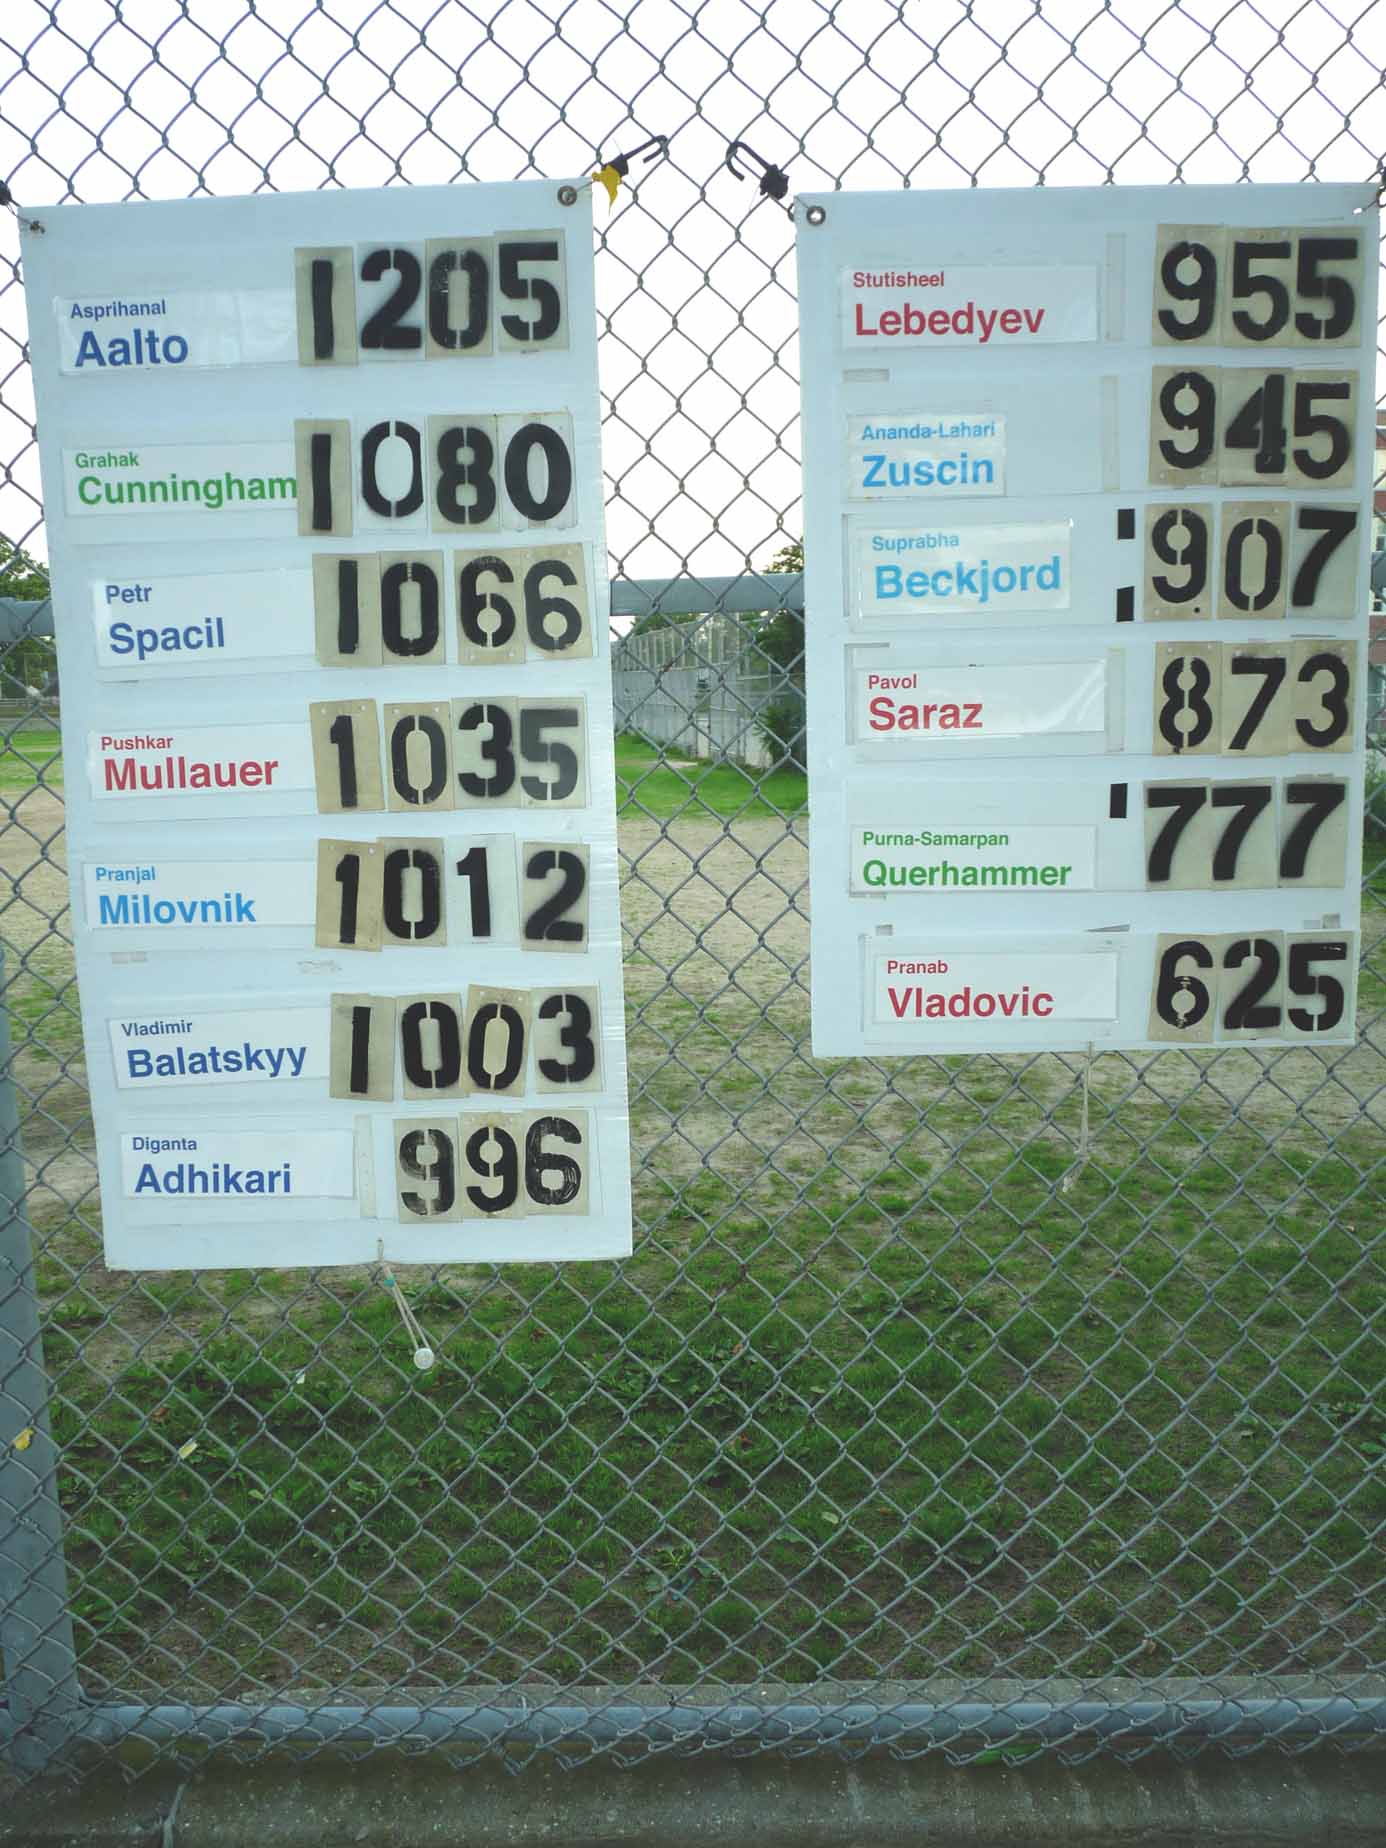 Asprihanal
Aalto 1205
Grahak
Cunningham 1080
Petr
Spacil 1066
Pushkar
Mullauer 1035
Pranjal
Milovnik 1012
Vladimir
Balatskyy 1003
Diganta
Adhikari 996
Stutisheel
Lebedyev 955
Ananda-Lahari
Zuscin 945
Suprabha
Beckjord 907
Pavol
Saraz 873
Purna-Samarpan
Querhammer 777
Pranab
Vladovic 625